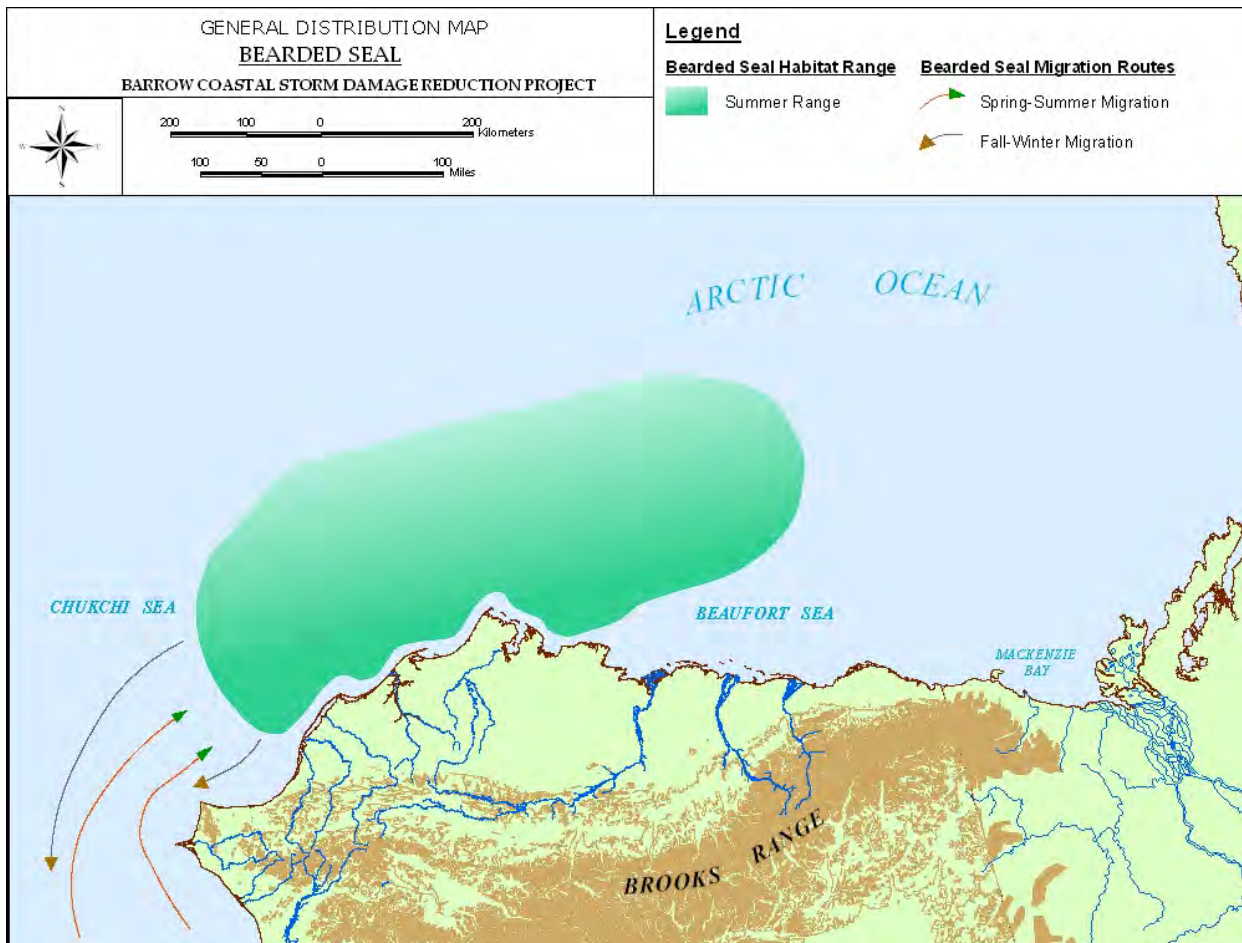 GENERAL DISTRIBUTION MAP
BEARDED SEAL
BARROW COASTAL STORM DAMAGE REDUCTION PROJECT
N
W E
S
200 100 0 200
Kilometers
100 50 0 100
Miles
Legend
Bearded Seal Habitat Range
Summer Range
Bearded Seal Migration Routes
Spring-Summer Migration
Fall-Winter Migration
ARCTIC OCEAN
CHUKCHI SEA
BEAUFORT SEA
MACKENZIE
BAY
BROOKS RANGE